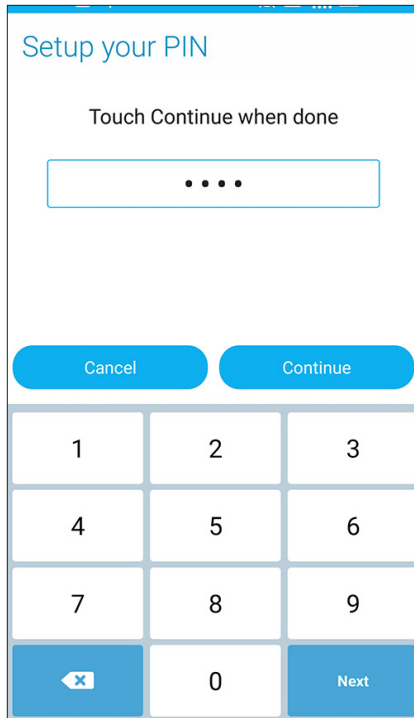 Setup your PIN
Touch Continue when done
••••
Cancel Continue
1 2 3
4 5 6
7 8 9
0 Next